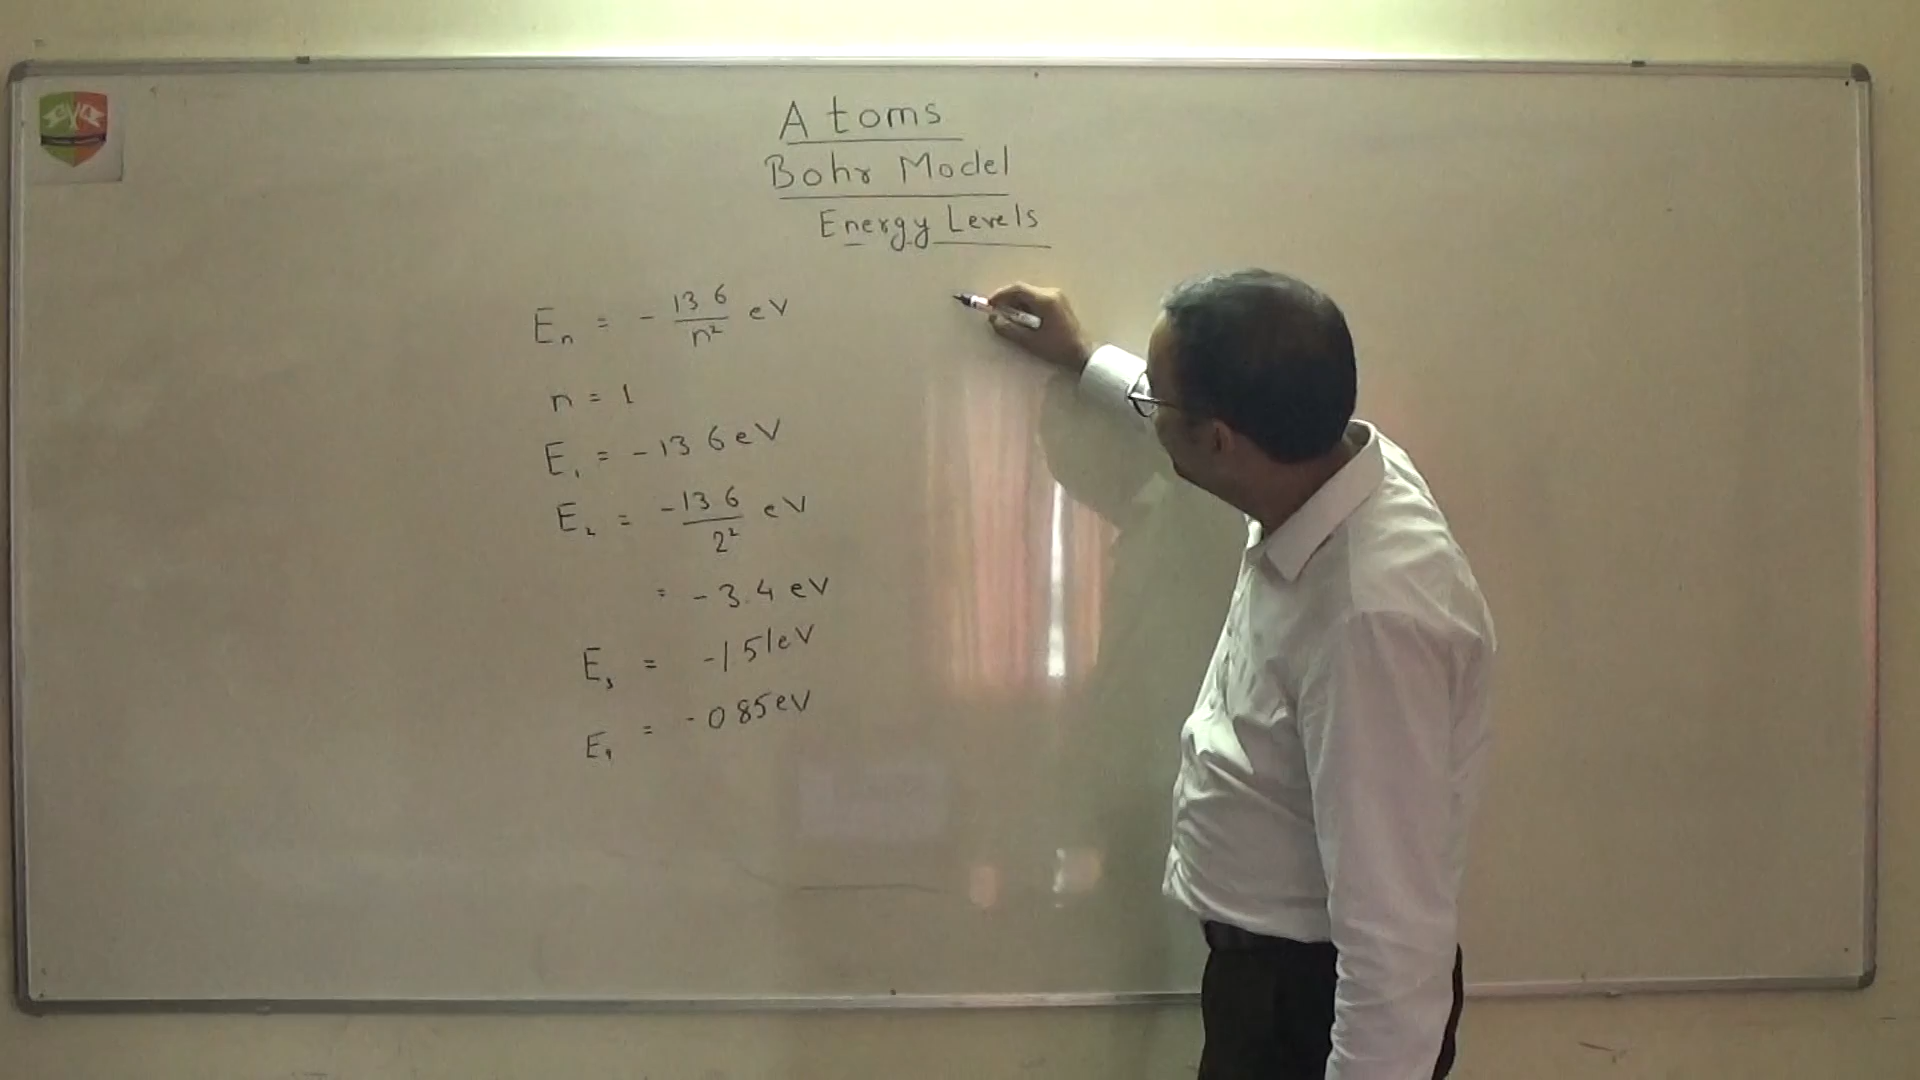 Atoms
Bohr Model
Energy Levels
Eₙ = - 13 6 / n² eV
n = 1
E₁ = - 13 6 eV
E₂ = - 13 6 / 2² eV
= - 3.4 eV
E₃ = -1 51 eV
E₄ = - 0 85 eV